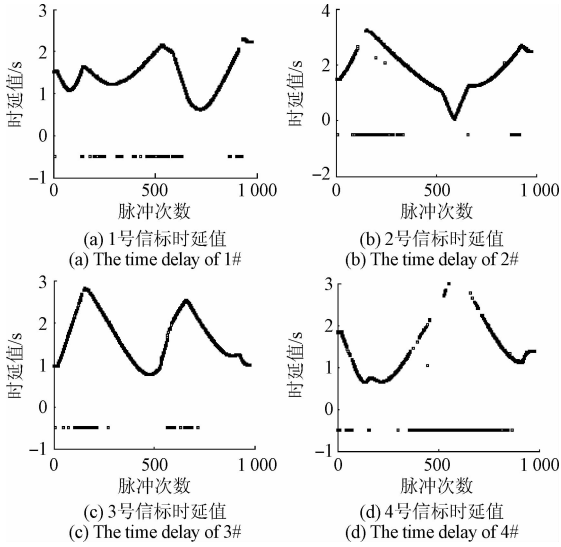 3
2
1
0
-1
时延值/s
0
500
1 000
脉冲次数
(a) 1号信标时延值
(a) The time delay of 1#
4
2
0
-2
时延值/s
0
500
1 000
脉冲次数
(b) 2号信标时延值
(b) The time delay of 2#
3
2
1
0
-1
时延值/s
0
500
1 000
脉冲次数
(c) 3号信标时延值
(c) The time delay of 3#
3
2
1
0
-1
时延值/s
0
500
1 000
脉冲次数
(d) 4号信标时延值
(d) The time delay of 4#